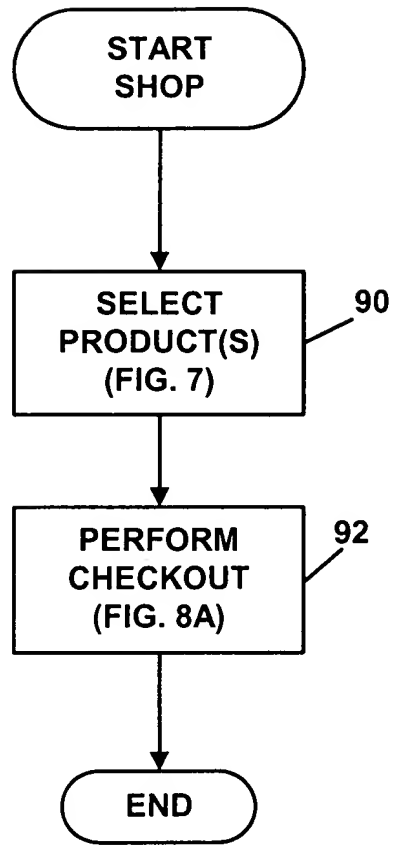 START
SHOP
SELECT
PRODUCT(S)
(FIG. 7)
90
PERFORM
CHECKOUT
(FIG. 8A)
92
END